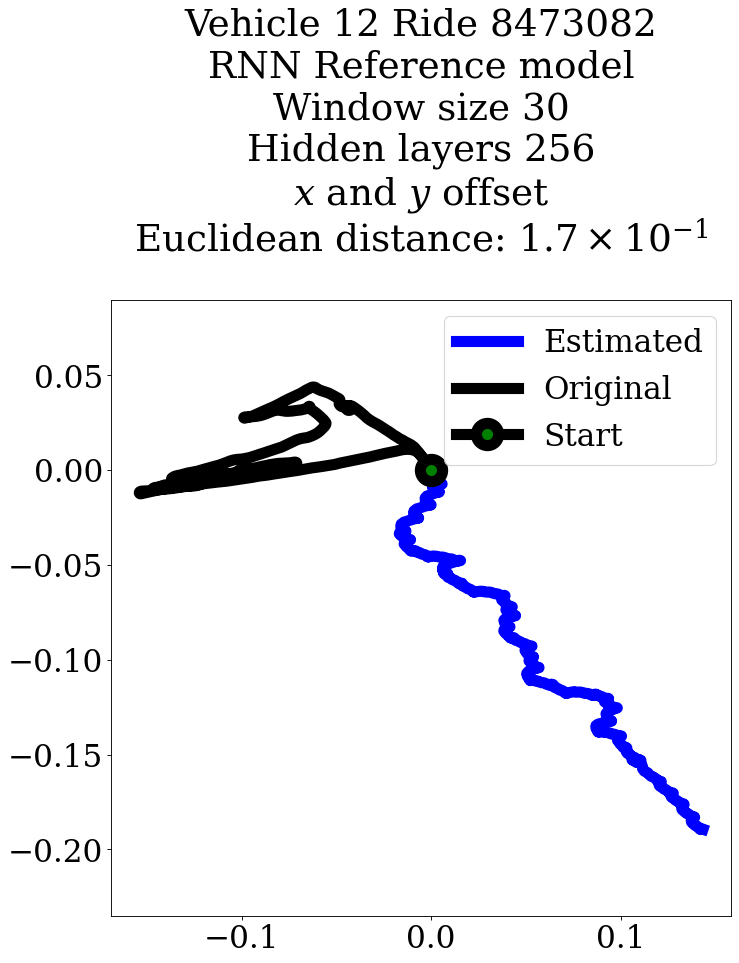 Vehicle 12 Ride 8473082
RNN Reference model
Window size 30
Hidden layers 256
x and y offset
Euclidean distance: 1.7 × 10⁻¹
Estimated
Original
Start
0.05
0.00
−0.05
−0.10
−0.15
−0.20
−0.1
0.0
0.1